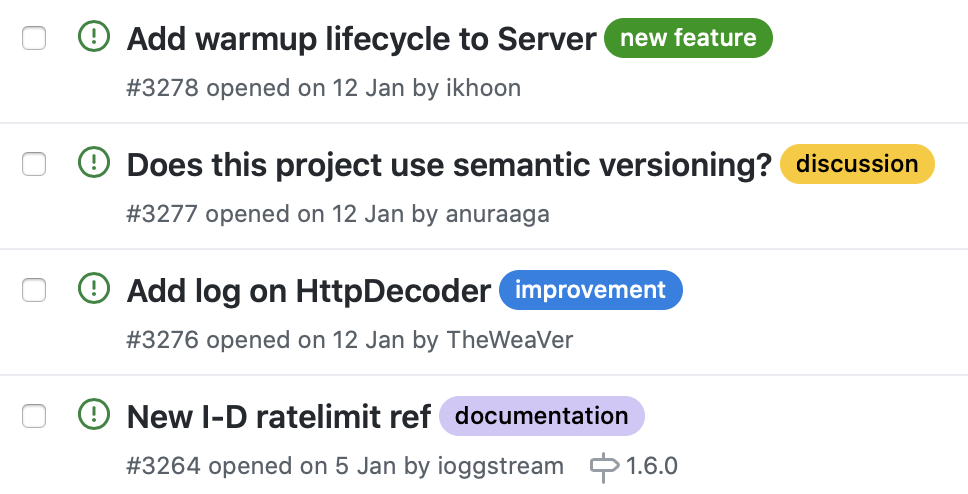 Add warmup lifecycle to Server new feature
#3278 opened on 12 Jan by ikhoon
Does this project use semantic versioning? discussion
#3277 opened on 12 Jan by anuraaga
Add log on HttpDecoder improvement
#3276 opened on 12 Jan by TheWeaVer
New I-D ratelimit ref documentation
#3264 opened on 5 Jan by ioggstream 1.6.0